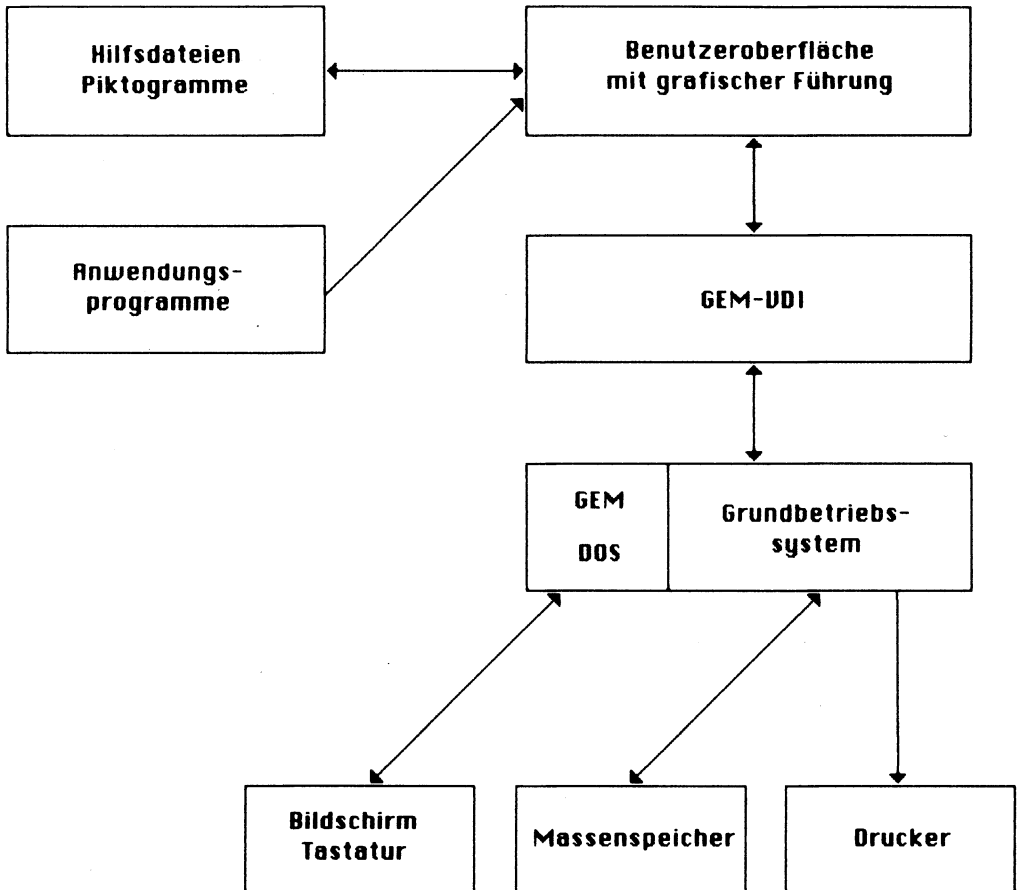 Hilfsdateien
Piktogramme
Benutzeroberfläche
mit grafischer Führung
Anwendungs-
programme
GEM-VDI
GEM
DOS
Grundbetriebs-
system
Bildschirm
Tastatur
Massenspeicher
Drucker